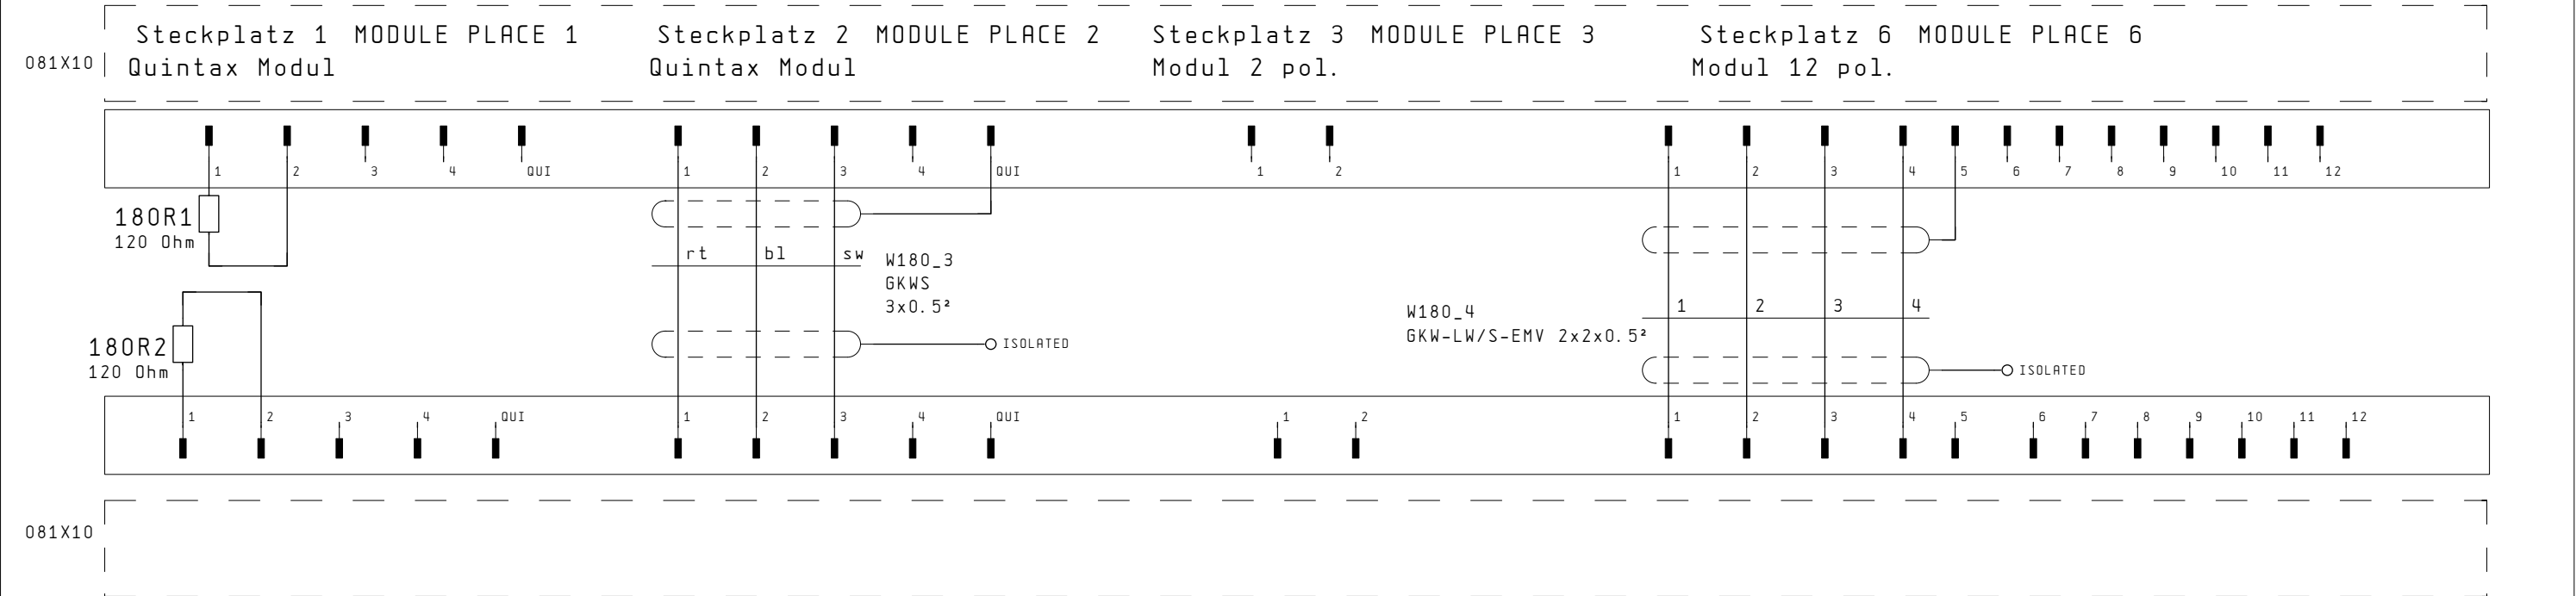 Steckplatz 1 MODULE PLACE 1 Steckplatz 2 MODULE PLACE 2 Steckplatz 3 MODULE PLACE 3 Steckplatz 6 MODULE PLACE 6
081X10
Quintax Modul Quintax Modul Modul 2 pol. Modul 12 pol.
1 2 3 4 QUI 1 2 3 4 QUI 1 2 1 2 3 4 5 6 7 8 9 10 11 12
180R1
120 Ohm
rt bl sw
W180_3
GKWS
3x0.5²
1 2 3 4
W180_4
GKW-LW/S-EMV 2x2x0.5²
180R2
120 Ohm
ISOLATED
ISOLATED
1 2 3 4 QUI 1 2 3 4 QUI 1 2 1 2 3 4 5 6 7 8 9 10 11 12
081X10